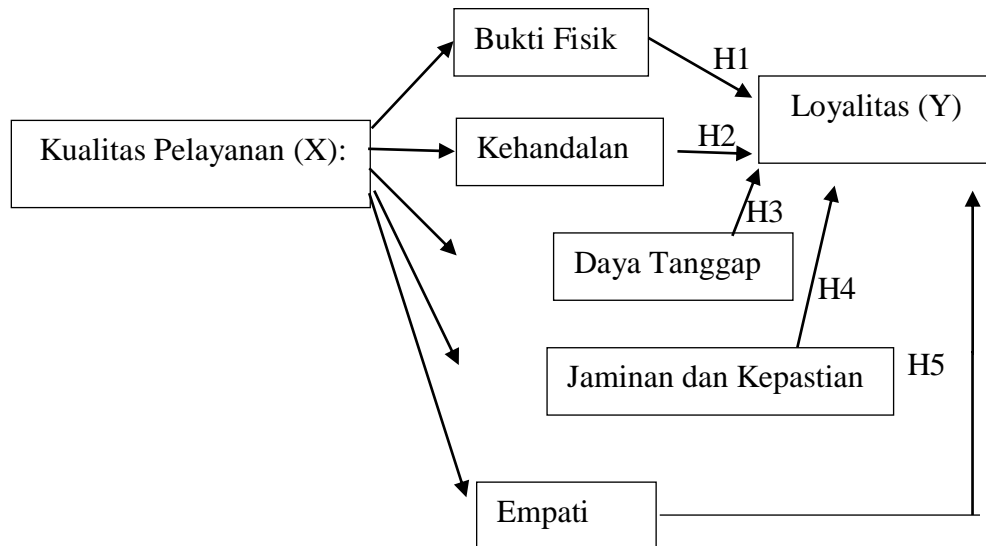 Bukti Fisik
H1
Loyalitas (Y)
Kualitas Pelayanan (X):
Kehandalan
H2
H3
Daya Tanggap
H4
Jaminan dan Kepastian
H5
Empati